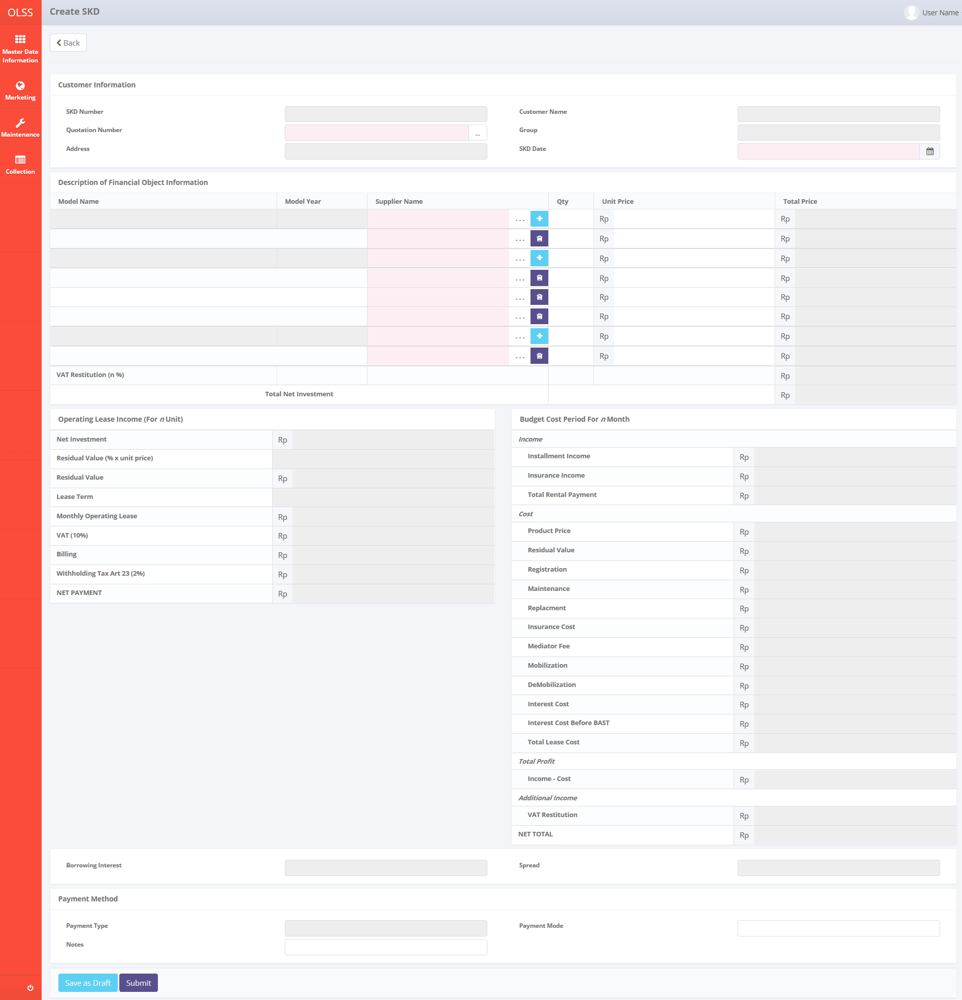 OLSS
Create SKD
User Name
Master Data
Information
Marketing
Maintenance
Collection
Back
Customer Information
SKD Number
Customer Name
Quotation Number
...
Group
Address
SKD Date
Description of Financial Object Information
Model Name Model Year Supplier Name Qty Unit Price Total Price
... Rp Rp
... Rp Rp
... Rp Rp
... Rp Rp
... Rp Rp
... Rp Rp
... Rp Rp
... Rp Rp
VAT Restitution (n %) Rp
Total Net Investment Rp
Operating Lease Income (For n Unit)
Net Investment Rp
Residual Value (% x unit price)
Residual Value Rp
Lease Term
Monthly Operating Lease Rp
VAT (10%) Rp
Billing Rp
Withholding Tax Art 23 (2%) Rp
NET PAYMENT Rp
Budget Cost Period For n Month
Income
Installment Income Rp
Insurance Income Rp
Total Rental Payment Rp
Cost
Product Price Rp
Residual Value Rp
Registration Rp
Maintenance Rp
Replacment Rp
Insurance Cost Rp
Mediator Fee Rp
Mobilization Rp
DeMobilization Rp
Interest Cost Rp
Interest Cost Before BAST Rp
Total Lease Cost Rp
Total Profit
Income - Cost Rp
Additional Income
VAT Restitution Rp
NET TOTAL Rp
Borrowing Interest
Spread
Payment Method
Payment Type
Payment Mode
Notes
Save as Draft
Submit